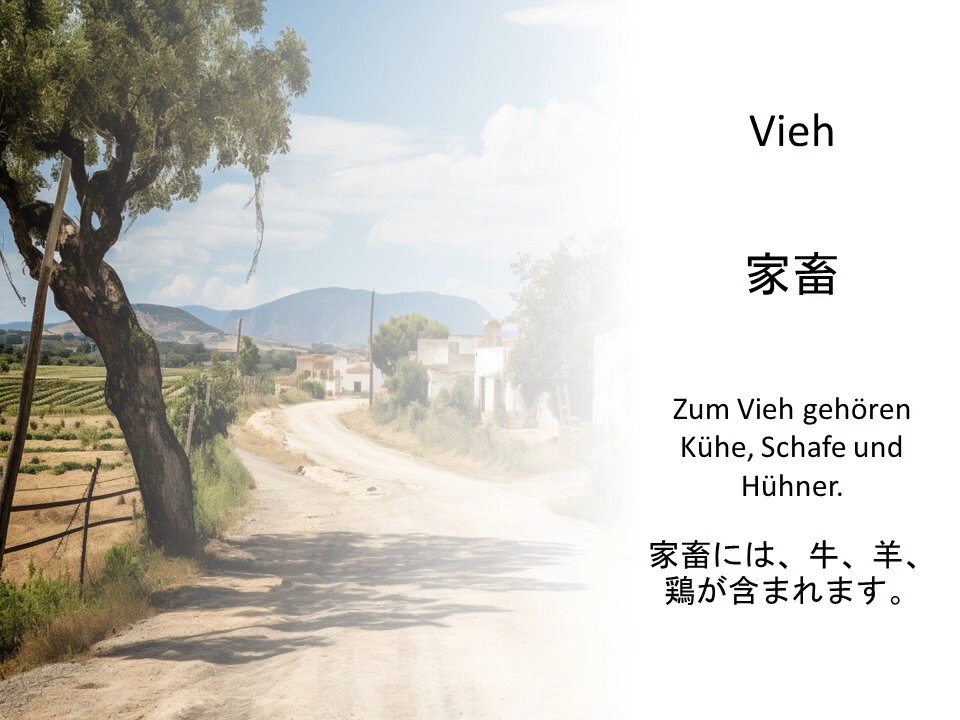 Vieh
家畜
Zum Vieh gehören
Kühe, Schafe und
Hühner.
家畜には、牛、羊、
鶏が含まれます。